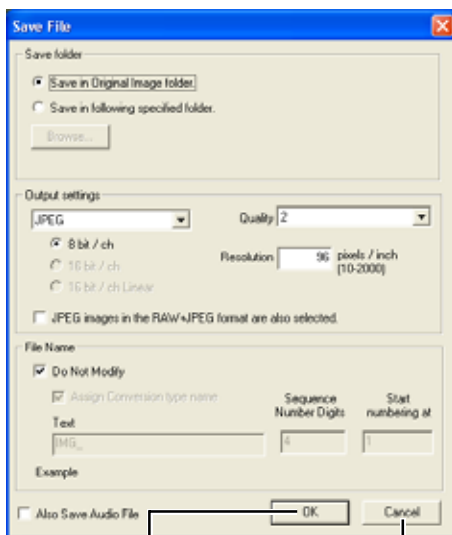 Save File
Save folder
Save in Original Image folder.
Save in following specified folder.
Browse...
Output settings
JPEG
Quality 2
8 bit / ch
Resolution 96 pixels / inch
(10-2000)
16 bit / ch
16 bit / ch Linear
JPEG images in the RAW+JPEG format are also selected.
File Name
Do Not Modify
Assign Conversion type name
Sequence
Number Digits
Start
numbering at
Text
IMG_
4
1
Example
Also Save Audio File
OK
Cancel